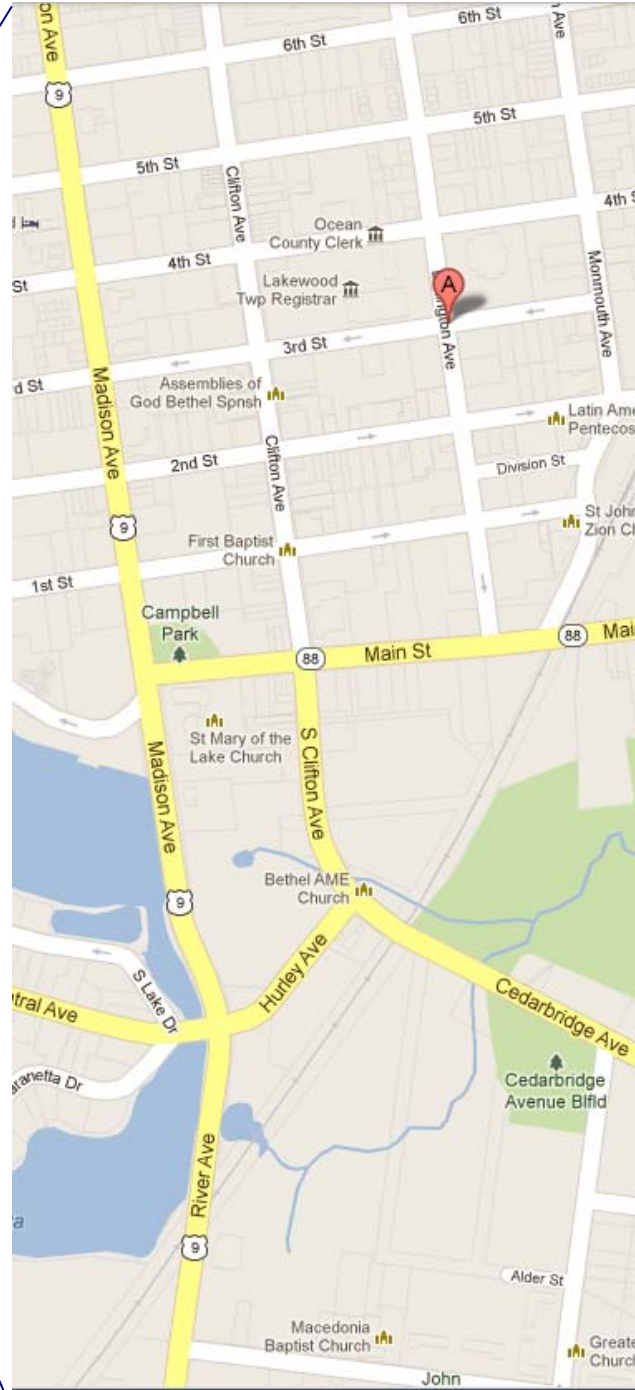 6th St
6th St
9
5th St
5th St
Clifton Ave
4th St
Ocean
County Clerk
4th St
Lakewood
Twp Registrar
A
Monmouth Ave
3rd St
Madison Ave
Assemblies of
God Bethel Spnsh
Clifton Ave
2nd St
Division St
9
First Baptist
Church
1st St
Campbell
Park
88
Main St
88
St Mary of the
Lake Church
S Clifton Ave
Madison Ave
Bethel AME
Church
9
Hurley Ave
S Lake Dr
Cedarbridge Ave
Cedarbridge
Avenue Blfld
River Ave
9
Alder St
Macedonia
Baptist Church
John